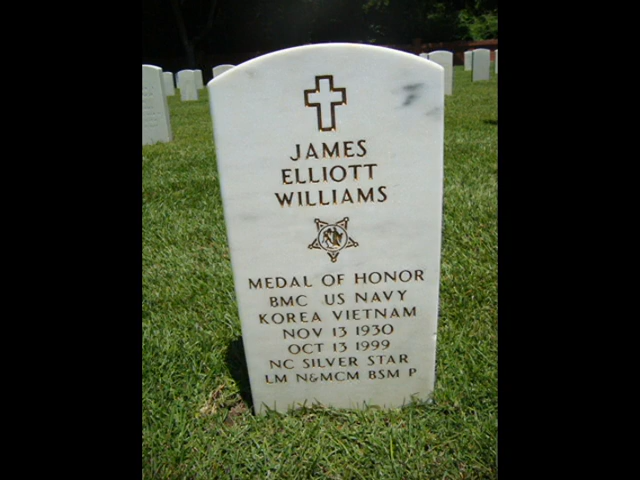 JAMES
ELLIOTT
WILLIAMS
MEDAL OF HONOR
BMC US NAVY
KOREA VIETNAM
NOV 13 1930
OCT 13 1999
NC SILVER STAR
LM N&MCM BSM P